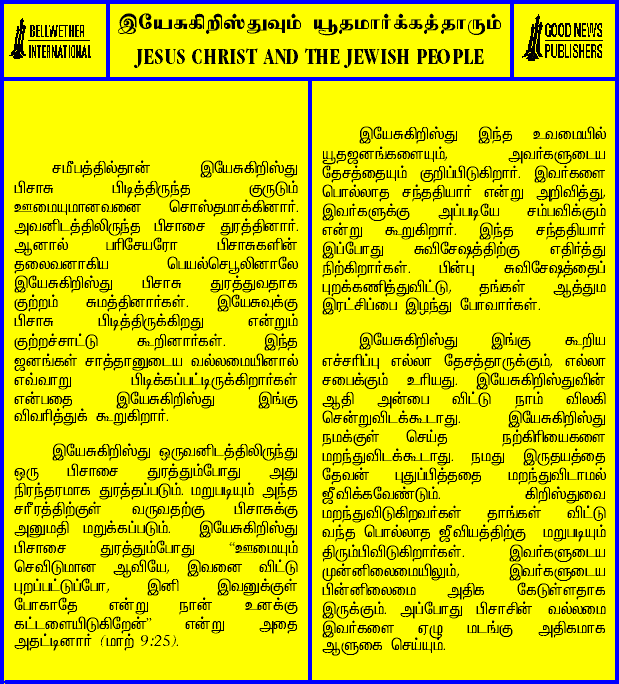 BELLWETHER
INTERNATIONAL
இயேசுகிறிஸ்துவும் யூதமார்க்கத்தாரும்
JESUS CHRIST AND THE JEWISH PEOPLE
GOOD NEWS
PUBLISHERS
சமீபத்தில்தான் இயேசுகிறிஸ்து
பிசாசு பிடித்திருந்த குருடும்
ஊமையுமானவனை சொஸ்தமாக்கினார்.
அவனிடத்திலிருந்த பிசாசை துரத்தினார்.
ஆனால் பரிசேயரோ பிசாசுகளின்
தலைவனாகிய பெயல்செபூலினாலே
இயேசுகிறிஸ்து பிசாசு துரத்துவதாக
குற்றம் சுமத்தினார்கள். இயேசுவுக்கு
பிசாசு பிடித்திருக்கிறது என்றும்
குற்றச்சாட்டு கூறினார்கள். இந்த
ஜனங்கள் சாத்தானுடைய வல்லமையினால்
எவ்வாறு பிடிக்கப்பட்டிருக்கிறார்கள்
என்பதை இயேசுகிறிஸ்து இங்கு
விவரித்துக் கூறுகிறார்.
இயேசுகிறிஸ்து ஒருவனிடத்திலிருந்து
ஒரு பிசாசை துரத்தும்போது அது
நிரந்தரமாக துரத்தப்படும். மறுபடியும் அந்த
சரீரத்திற்குள் வருவதற்கு பிசாசுக்கு
அனுமதி மறுக்கப்படும். இயேசுகிறிஸ்து
பிசாசை துரத்தும்போது “ஊமையும்
செவிடுமான ஆவியே, இவனை விட்டு
புறப்பட்டுப்போ, இனி இவனுக்குள்
போகாதே என்று நான் உனக்கு
கட்டளையிடுகிறேன்” என்று அதை
அதட்டினார் (மாற் 9:25).
இயேசுகிறிஸ்து இந்த உவமையில்
யூதஜனங்களையும், அவர்களுடைய
தேசத்தையும் குறிப்பிடுகிறார். இவர்களை
பொல்லாத சந்ததியார் என்று அறிவித்து,
இவர்களுக்கு அப்படியே சம்பவிக்கும்
என்று கூறுகிறார். இந்த சந்ததியார்
இப்போது சுவிசேஷத்திற்கு எதிர்த்து
நிற்கிறார்கள். பின்பு சுவிசேஷத்தைப்
புறக்கணித்துவிட்டு, தங்கள் ஆத்தும
இரட்சிப்பை இழந்து போவார்கள்.
இயேசுகிறிஸ்து இங்கு கூறிய
எச்சரிப்பு எல்லா தேசத்தாருக்கும், எல்லா
சபைக்கும் உரியது. இயேசுகிறிஸ்துவின்
ஆதி அன்பை விட்டு நாம் விலகி
சென்றுவிடக்கூடாது. இயேசுகிறிஸ்து
நமக்குள் செய்த நற்கிரியைகளை
மறந்துவிடக்கூடாது. நமது இருதயத்தை
தேவன் புதுப்பித்ததை மறந்துவிடாமல்
ஜீவிக்கவேண்டும். கிறிஸ்துவை
மறந்துவிடுகிறவர்கள் தாங்கள் விட்டு
வந்த பொல்லாத ஜீவியத்திற்கு மறுபடியும்
திரும்பிவிடுகிறார்கள். இவர்களுடைய
முன்னிலைமையிலும், இவர்களுடைய
பின்னிலைமை அதிக கேடுள்ளதாக
இருக்கும். அப்போது பிசாசின் வல்லமை
இவர்களை ஏழு மடங்கு அதிகமாக
ஆளுகை செய்யும்.